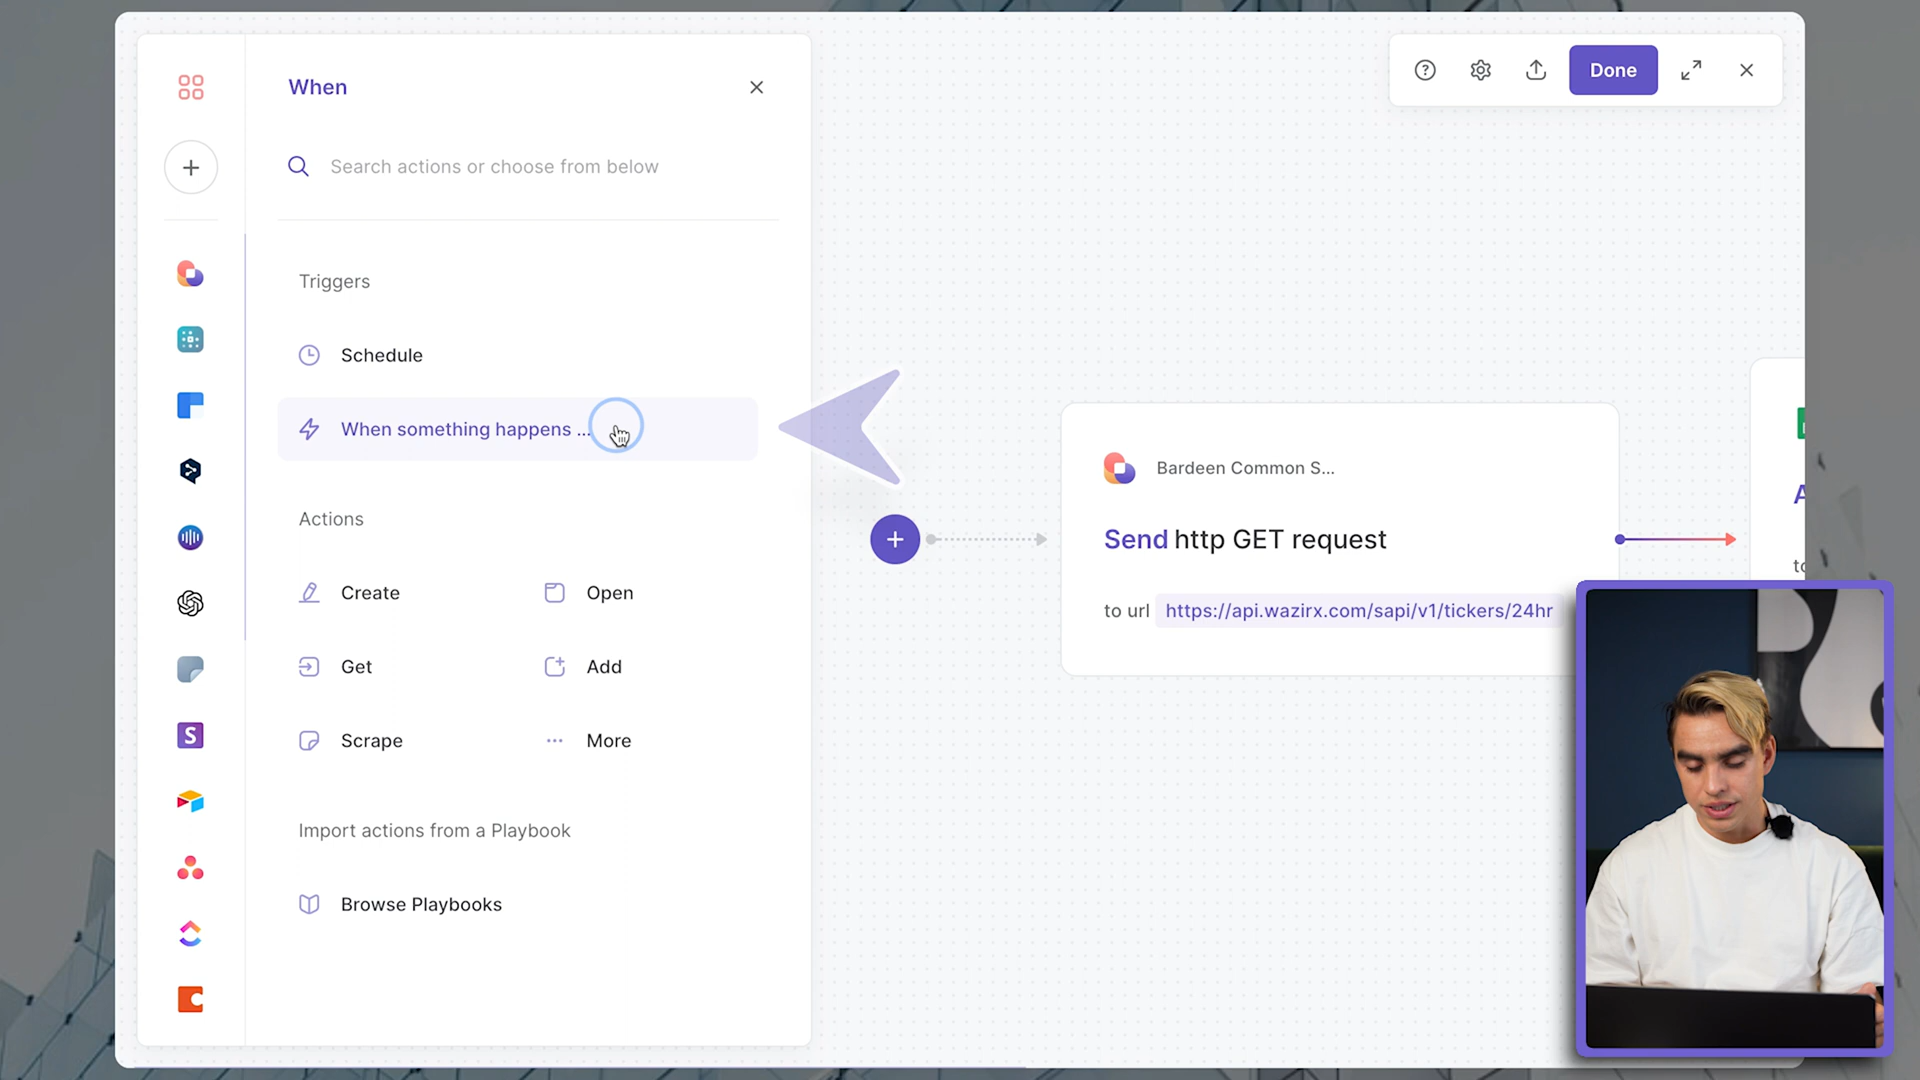 When
Done
Search actions or choose from below
Triggers
Schedule
When something happens ...
Actions
Create
Open
Get
Add
Scrape
More
Import actions from a Playbook
Browse Playbooks
Bardeen Common S...
Send http GET request
to url https://api.wazirx.com/sapi/v1/tickers/24hr
A
to
S